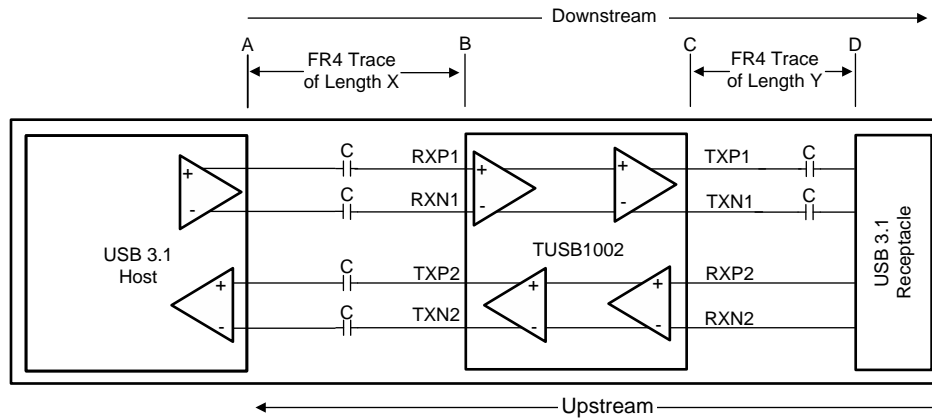 Downstream
A
B
C
D
FR4 Trace
of Length X
FR4 Trace
of Length Y
C
RXP1
TXP1
C
+
+
+
C
RXN1
TXN1
C
-
-
-
USB 3.1
Host
TUSB1002
USB 3.1
Receptacle
C
TXP2
RXP2
+
+
+
C
TXN2
RXN2
-
-
-
Upstream